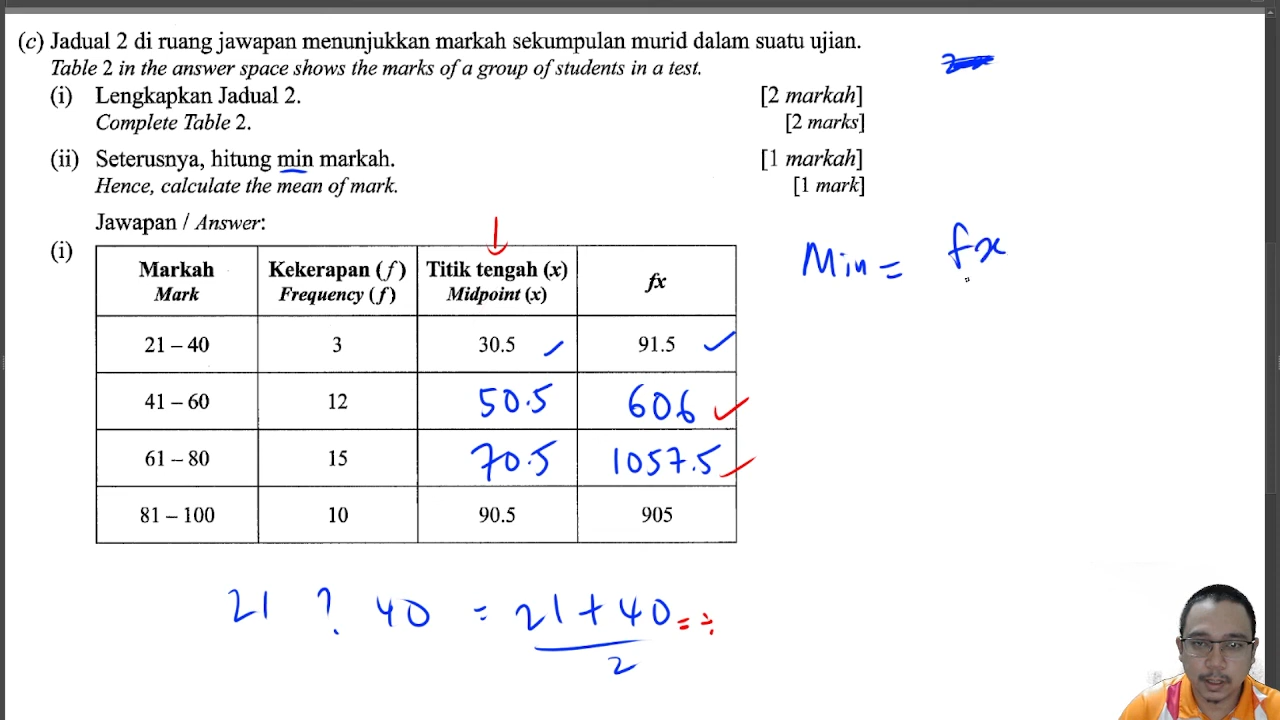 (c) Jadual 2 di ruang jawapan menunjukkan markah sekumpulan murid dalam suatu ujian.
Table 2 in the answer space shows the marks of a group of students in a test.
(i) Lengkapkan Jadual 2. [2 markah]
Complete Table 2. [2 marks]
(ii) Seterusnya, hitung min markah. [1 markah]
Hence, calculate the mean of mark. [1 mark]
Jawapan / Answer:
(i)
Markah Kekerapan (f) Titik tengah (x) fx
Mark Frequency (f) Midpoint (x)
21 – 40 3 30.5 91.5
41 – 60 12 50.5 606
61 – 80 15 70.5 1057.5
81 – 100 10 90.5 905
Min = fx
21 ? 40 = 21 + 40 = ÷
2